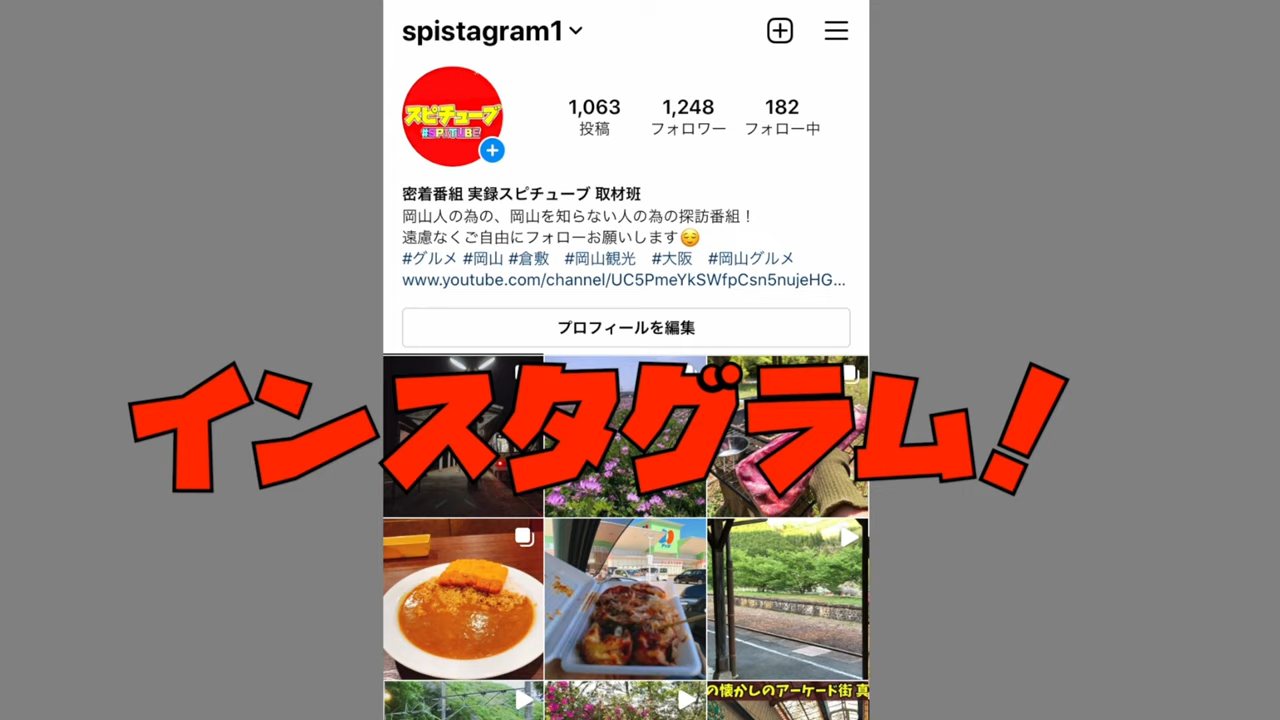 spistagram1
スピチューブ
#SPITUBE
1,063
1,248
182
投稿
フォロワー
フォロー中
密着番組 実録スピチューブ 取材班
岡山人の為の、岡山を知らない人の為の探訪番組！
遠慮なくご自由にフォローお願いします😌
#グルメ #岡山 #倉敷　#岡山観光　#大阪　#岡山グルメ
www.youtube.com/channel/UC5PmeYkSWfpCsn5nujeHG...
プロフィールを編集
インスタグラム！
の懐かしのアーケード街 真